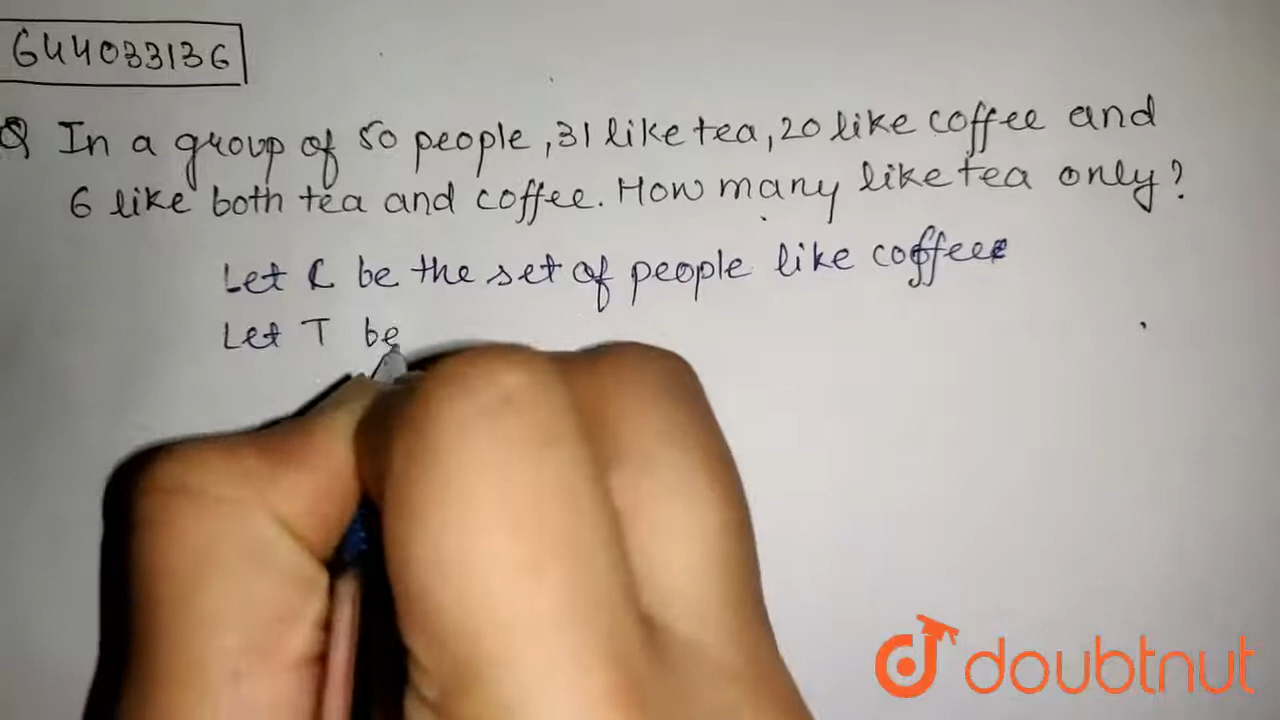 644033136
Q In a group of 50 people, 31 like tea, 20 like coffee and
6 like both tea and coffee. How many like tea only?
Let C be the set of people like coffee
Let T be
doubtnut